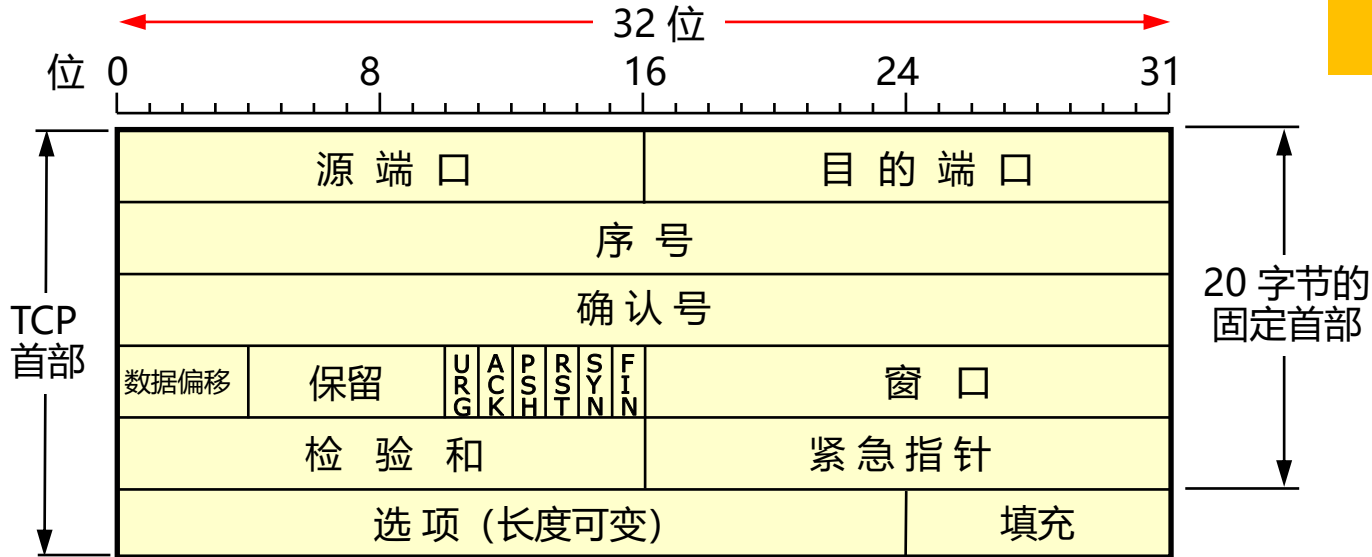 32 位
位 0 8 16 24 31
源 端 口 目 的 端 口
序 号
确 认 号
TCP
首部
20 字节的
固定首部
数据偏移 保留 URG ACK PSH RST SYN FIN 窗 口
检 验 和 紧 急 指 针
选 项 (长度可变) 填充